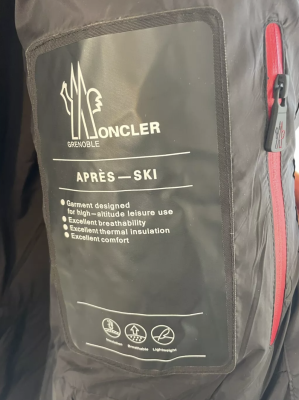 MONCLER
GRENOBLE
APRÈS—SKI
Garment designed
for high—altitude leisure use
Excellent breathability
Excellent thermal insulation
Excellent comfort
Breathable Lightweight